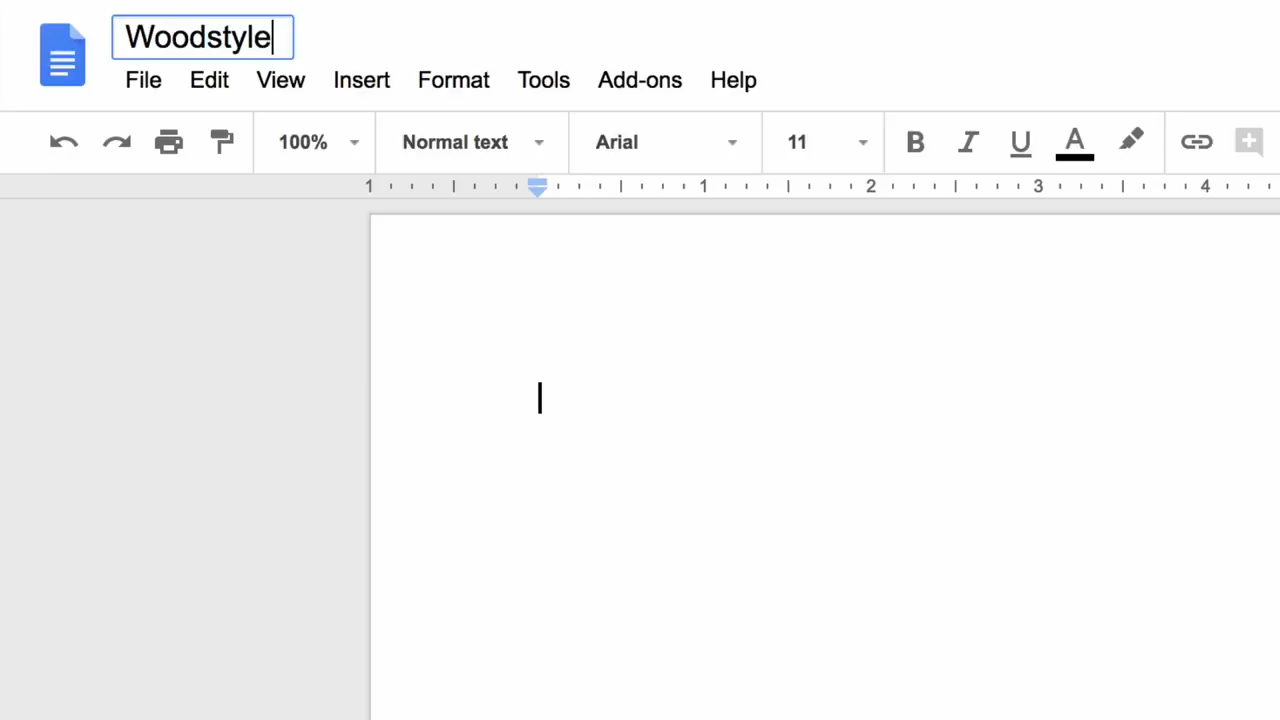 Woodstyle
File Edit View Insert Format Tools Add-ons Help
100% Normal text Arial 11 B I U A
1 1 2 3 4